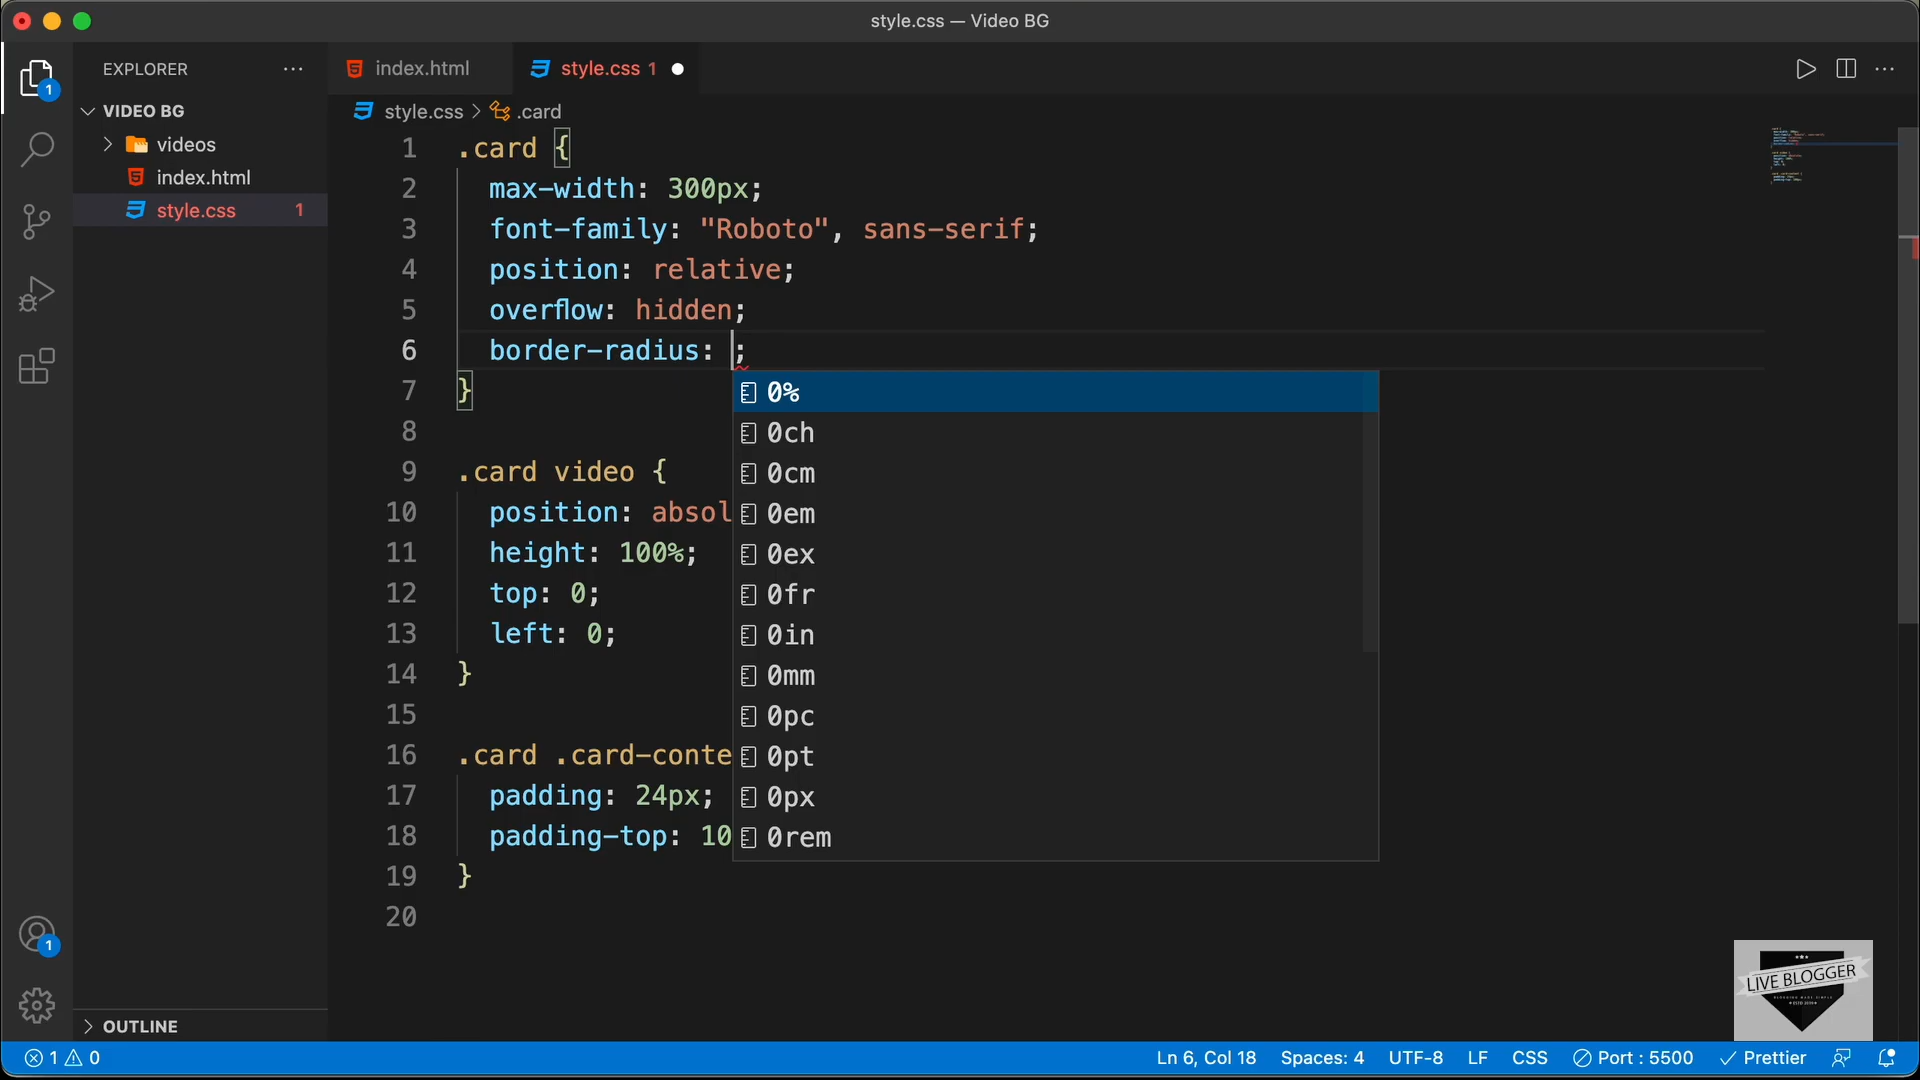 style.css — Video BG
EXPLORER
index.html
style.css 1
1
VIDEO BG
style.css > .card
videos
index.html
style.css 1
1 .card {
2 max-width: 300px;
3 font-family: "Roboto", sans-serif;
4 position: relative;
5 overflow: hidden;
6 border-radius: ;
7 }
8
9 .card video {
10 position: absol
11 height: 100%;
12 top: 0;
13 left: 0;
14 }
15
16 .card .card-conte
17 padding: 24px;
18 padding-top: 10
19 }
20
0%
0ch
0cm
0em
0ex
0fr
0in
0mm
0pc
0pt
0px
0rem
1
OUTLINE
LIVE BLOGGER
1 0
Ln 6, Col 18 Spaces: 4 UTF-8 LF CSS Port : 5500 Prettier